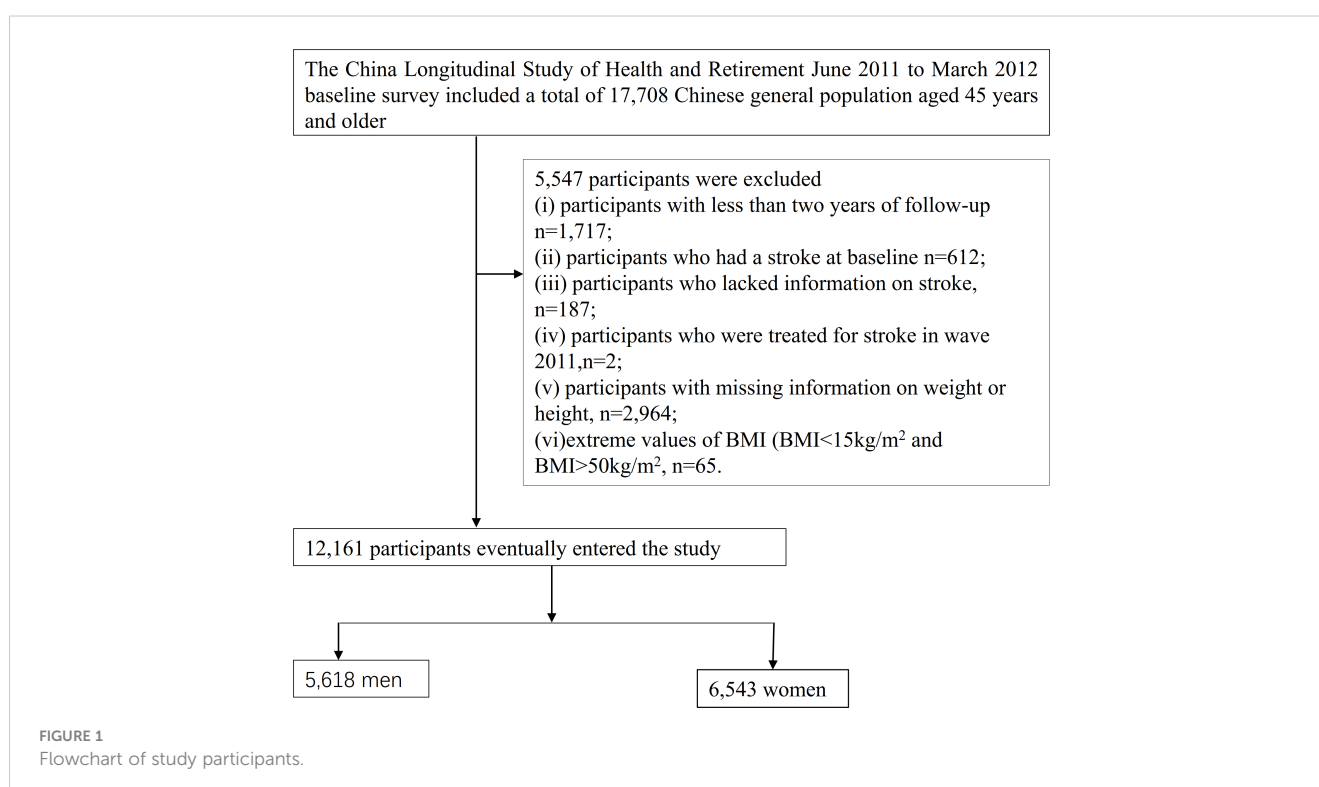 The China Longitudinal Study of Health and Retirement June 2011 to March 2012
baseline survey included a total of 17,708 Chinese general population aged 45 years
and older
5,547 participants were excluded
(i) participants with less than two years of follow-up
n=1,717;
(ii) participants who had a stroke at baseline n=612;
(iii) participants who lacked information on stroke,
n=187;
(iv) participants who were treated for stroke in wave
2011,n=2;
(v) participants with missing information on weight or
height, n=2,964;
(vi)extreme values of BMI (BMI<15kg/m² and
BMI>50kg/m², n=65.
12,161 participants eventually entered the study
5,618 men
6,543 women
FIGURE 1
Flowchart of study participants.